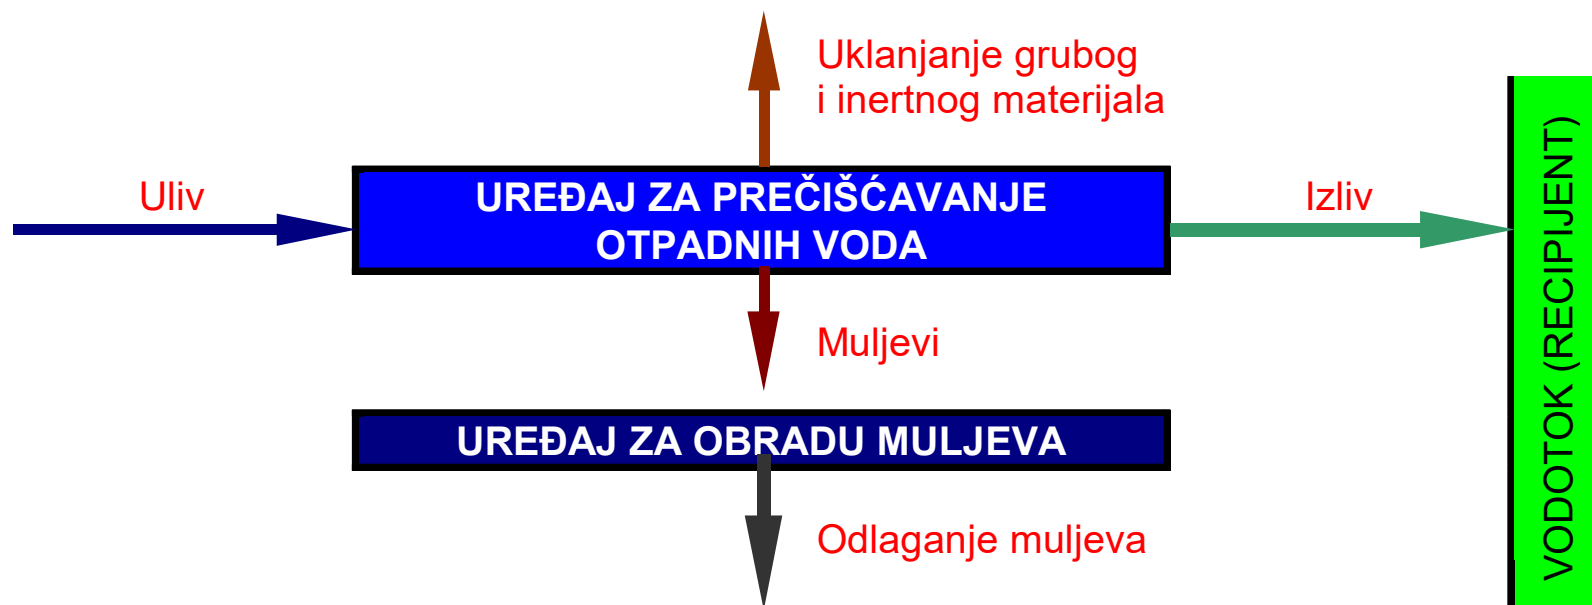 Uklanjanje grubog
i inertnog materijala
Uliv
UREĐAJ ZA PREČIŠĆAVANJE
OTPADNIH VODA
Izliv
Muljevi
UREĐAJ ZA OBRADU MULJEVA
Odlaganje muljeva
VODOTOK (RECIPIJENT)